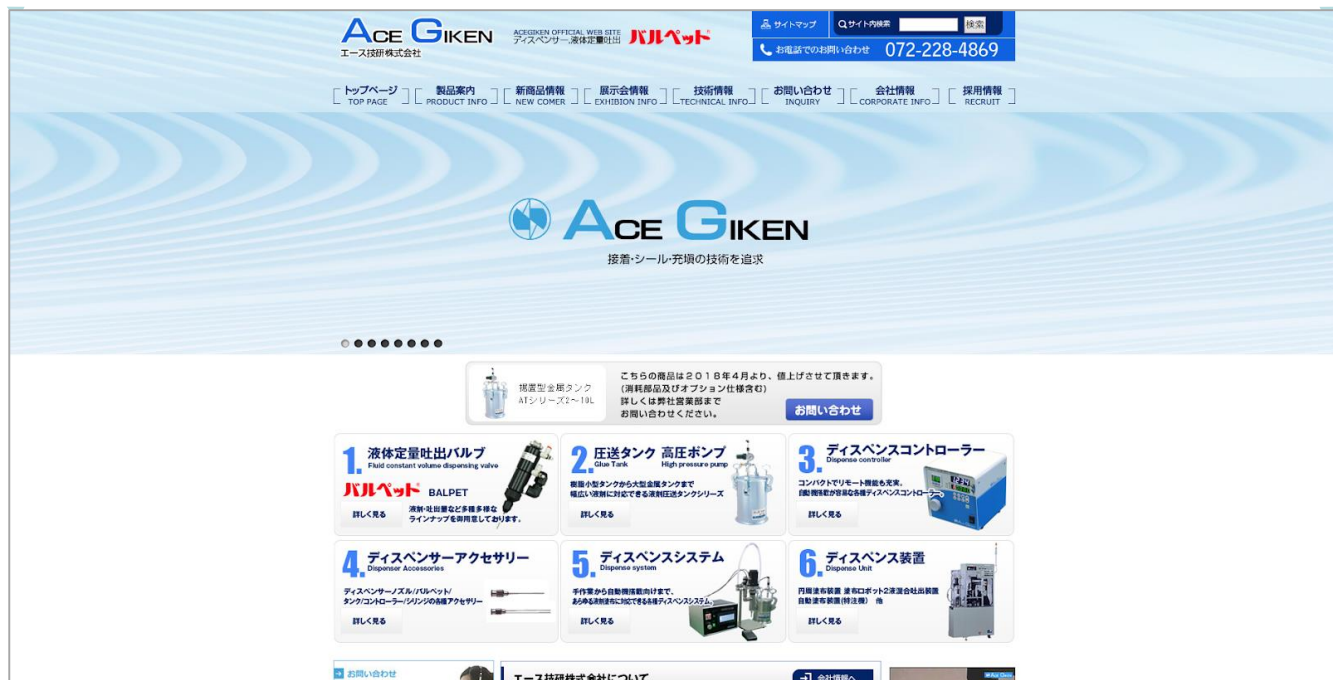 ACE GIKEN
エース技研株式会社
ACEGIKEN OFFICIAL WEB SITE
ディスペンサー,液体定量吐出
バルペット
サイトマップ
サイト内検索
検索
お電話でのお問い合わせ 072-228-4869
トップページ
TOP PAGE
製品案内
PRODUCT INFO
新商品情報
NEW COMER
展示会情報
EXHIBION INFO
技術情報
TECHNICAL INFO
お問い合わせ
INQUIRY
会社情報
CORPORATE INFO
採用情報
RECRUIT
ACE GIKEN
接着・シール・充填の技術を追求
据置型金属タンク
ATシリーズ2〜10L
こちらの商品は2018年4月より、値上げさせて頂きます。
(消耗部品及びオプション仕様含む)
詳しくは弊社営業部まで
お問い合わせください。
お問い合わせ
1. 液体定量吐出バルブ
Fluid constant volume dispensing valve
バルペット BALPET
液剤・吐出量など多種多様な
ラインナップを御用意しております。
詳しく見る
2. 圧送タンク 高圧ポンプ
Glue Tank High pressure pump
樹脂小型タンクから大型金属タンクまで
幅広い液剤に対応できる液剤圧送タンクシリーズ
詳しく見る
3. ディスペンスコントローラー
Dispense controller
コンパクトでリモート機能も充実。
自動機搭載が容易な各種ディスペンスコントローラー。
詳しく見る
4. ディスペンサーアクセサリー
Dispenser Accessories
ディスペンサーノズル/バルペット/
タンク/コントローラー/シリンジの各種アクセサリー
詳しく見る
5. ディスペンスシステム
Dispense system
手作業から自動機搭載向けまで、
あらゆる液剤塗布に対応できる各種ディスペンスシステム。
詳しく見る
6. ディスペンス装置
Dispense Unit
円周塗布装置 塗布ロボット2液混合吐出装置
自動塗布装置(特注機) 他
詳しく見る
お問い合わせ
エース技研株式会社について
会社情報へ